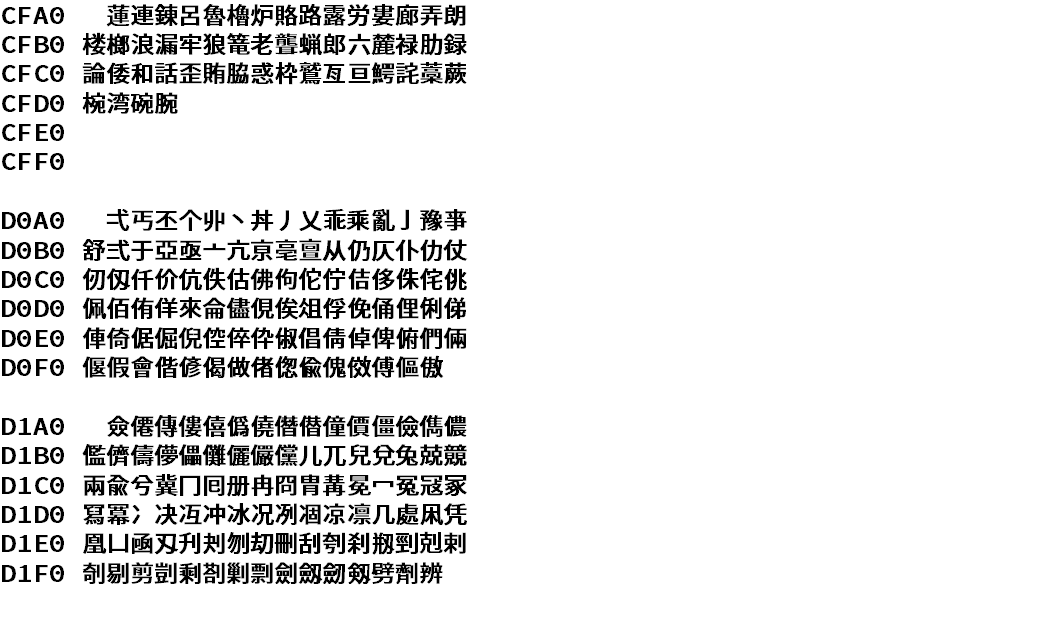 CFA0 　蓮連錬呂魯櫓炉賂路露労婁廊弄朗
CFB0 楼榔浪漏牢狼篭老聾蝋郎六麓禄肋録
CFC0 論倭和話歪賄脇惑枠鷲亙亘鰐詫藁蕨
CFD0 椀湾碗腕
CFE0
CFF0
D0A0 　弌丐丕个丱丶丼丿乂乖乘亂亅豫亊
D0B0 舒弍于亞亟亠亢亰亳亶从仍仄仆仂仗
D0C0 仞仭仟价伉佚估佛佝佗佇佶侈侏侘佻
D0D0 佩佰侑佯來侖儘俔俟俎俘俛俑俚俐俤
D0E0 俥倚倨倔倪倥倅伜俶倡倩倬俾俯們倆
D0F0 偃假會偕偐偈做偖偬偸傀傚傅傴傲
D1A0 　僉僊傳僂僖僞僥僭僣僮價僵儉儁儂
D1B0 儖儕儔儚儡儺儷儼儻儿兀兒兌兔兢競
D1C0 兩兪兮冀冂囘册冉冏冑冓冕冖冤冦冢
D1D0 冩冪冫决冱冲冰况冽凅凉凛几處凩凭
D1E0 凰凵凾刄刋刔刎刧刪刮刳刹剏剄剋剌
D1F0 剞剔剪剴剩剳剿剽劍劔劒剱劈劑辨